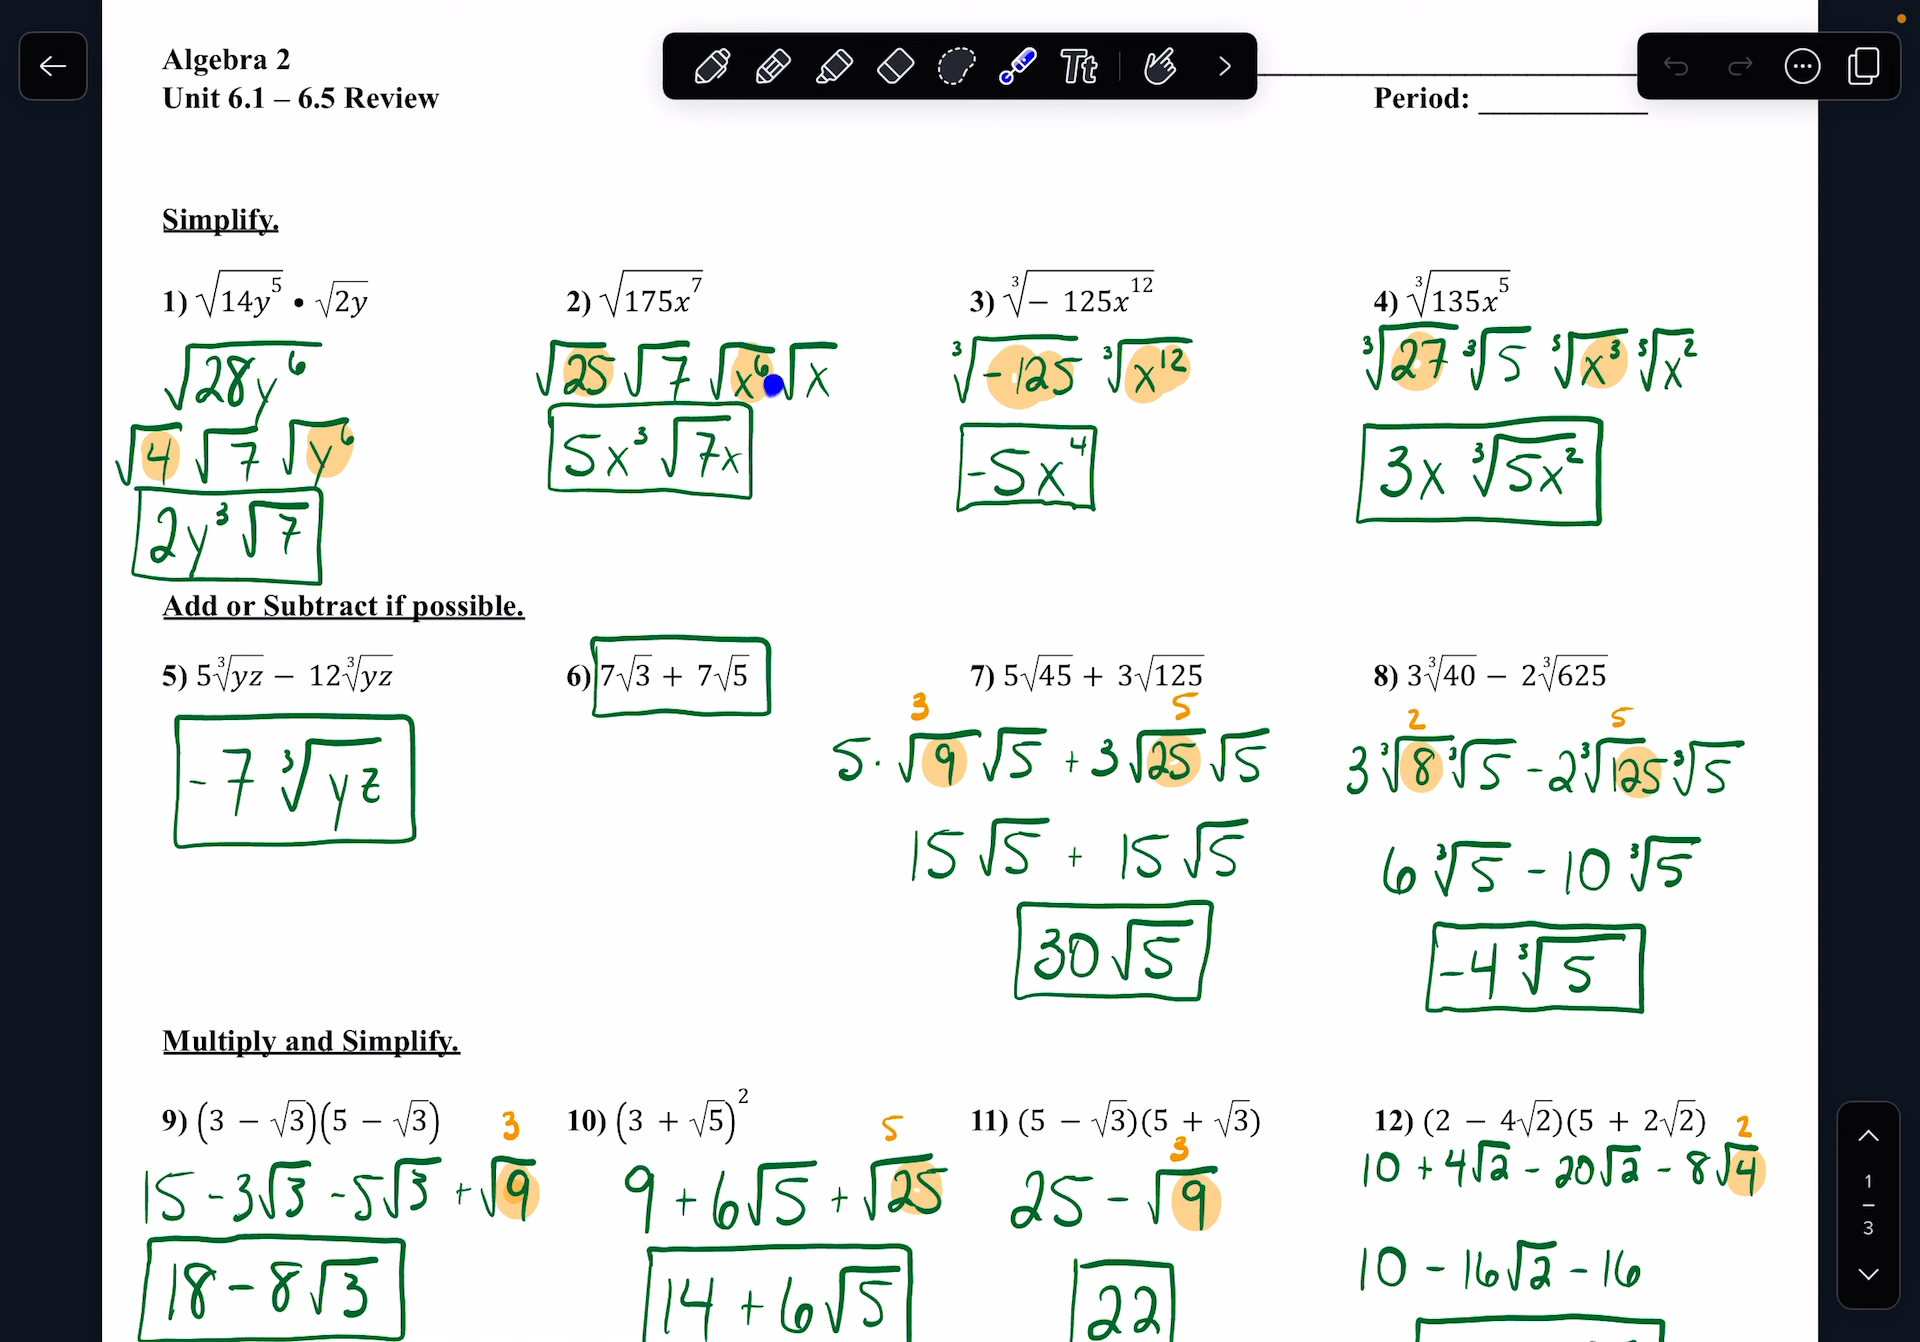 Algebra 2
Unit 6.1 – 6.5 Review
Tt
Period: ____________
Simplify.
1) √(14y⁵) • √(2y)
√(28y⁶)
√4 √7 √(y⁶)
2y³√7
2) √(175x⁷)
√25 √7 √(x⁶) √x
5x³√(7x)
3) ∛(− 125x¹²)
∛(-125) ∛(x¹²)
-5x⁴
4) ∛(135x⁵)
∛27 ∛5 ∛(x³) ∛(x²)
3x ∛(5x²)
Add or Subtract if possible.
5) 5∛(yz) − 12∛(yz)
-7 ∛(yz)
6) 7√3 + 7√5
7) 5√45 + 3√125
3 5
5·√9 √5 + 3√25 √5
15√5 + 15√5
30√5
8) 3∛40 − 2∛625
2 5
3∛8 ∛5 - 2∛125 ∛5
6∛5 - 10∛5
-4∛5
Multiply and Simplify.
9) (3 − √3)(5 − √3)
3
15 - 3√3 - 5√3 + √9
18 - 8√3
10) (3 + √5)²
5
9 + 6√5 + √25
14 + 6√5
11) (5 − √3)(5 + √3)
3
25 - √9
22
12) (2 − 4√2)(5 + 2√2)
2
10 + 4√2 - 20√2 - 8√4
10 - 16√2 - 16
1
3